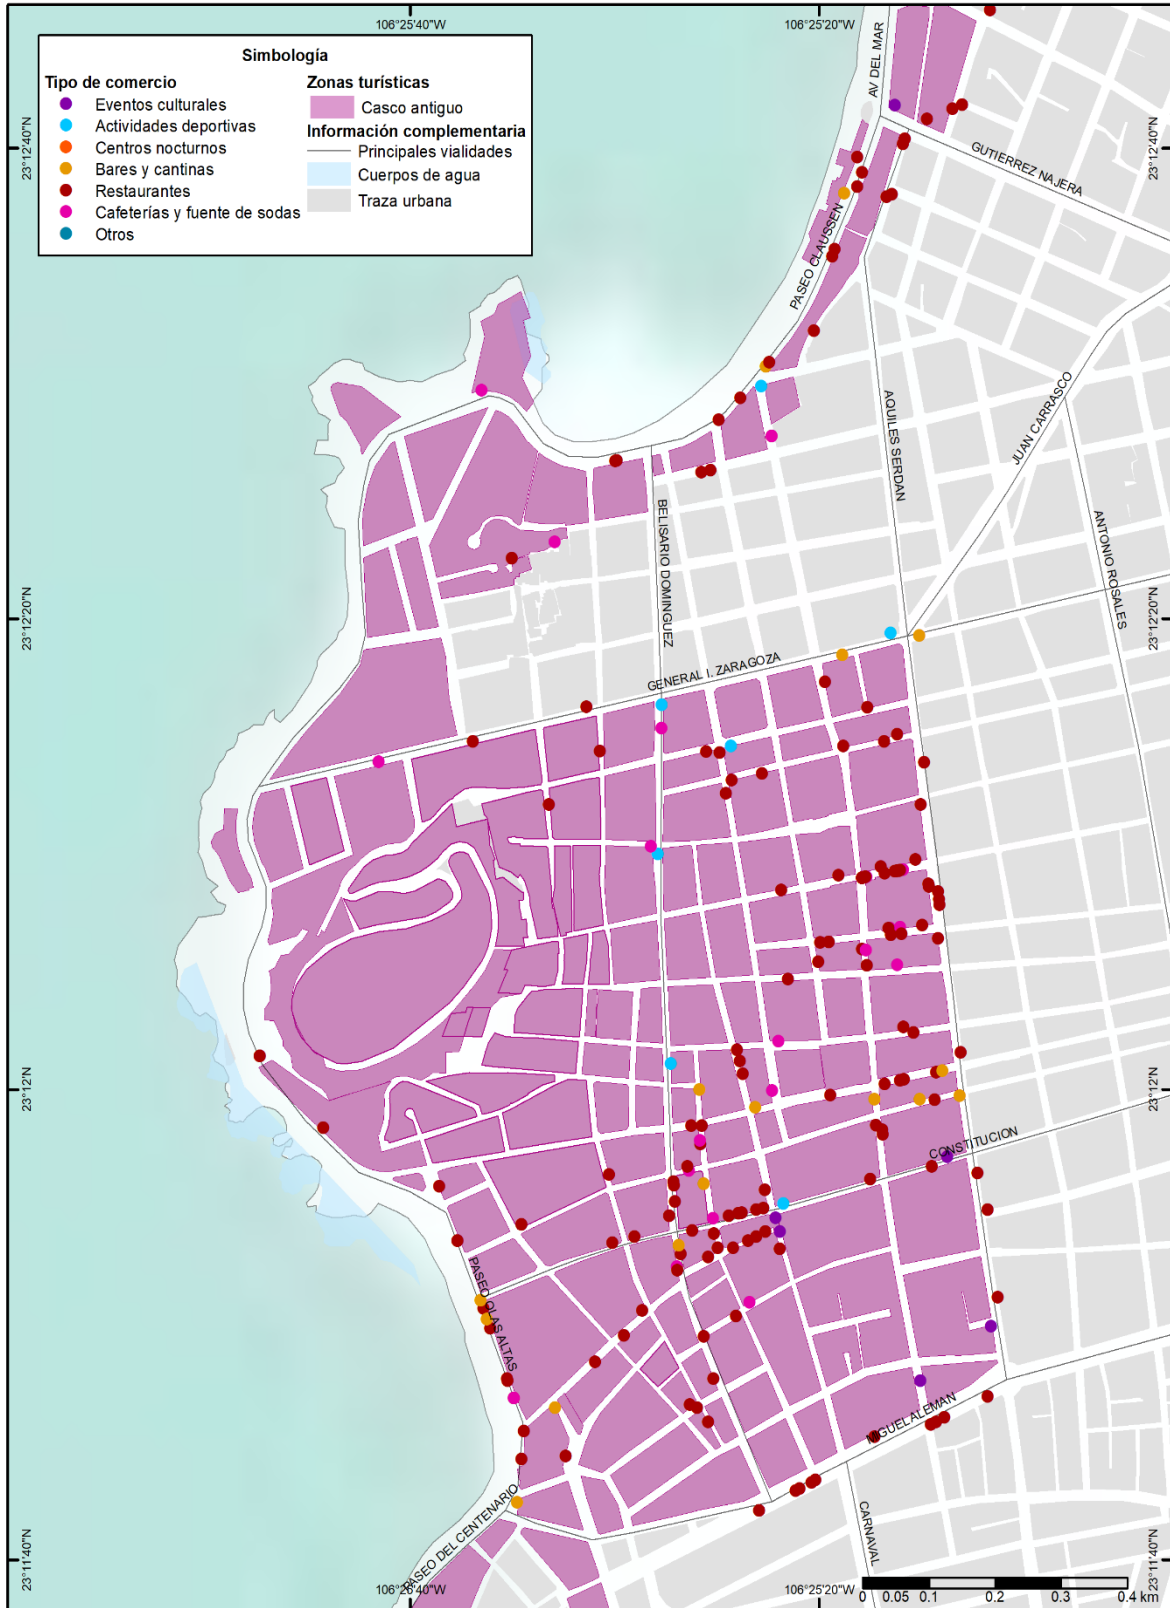 106°25'40"W
106°25'20"W
Simbología
Tipo de comercio
Eventos culturales
Actividades deportivas
Centros nocturnos
Bares y cantinas
Restaurantes
Cafeterías y fuente de sodas
Otros
Zonas turísticas
Casco antiguo
Información complementaria
Principales vialidades
Cuerpos de agua
Traza urbana
AV DEL MAR
23°12'40"N
23°12'40"N
GUTIERREZ NAJERA
PASEO CLAUSSEN
JUAN CARRASCO
AQUILES SERDAN
BELISARIO DOMINGUEZ
ANTONIO ROSALES
23°12'20"N
23°12'20"N
GENERAL I. ZARAGOZA
23°12'N
23°12'N
CONSTITUCION
PASEO OLAS ALTAS
MIGUEL ALEMAN
PASEO DEL CENTENARIO
CARNAVAL
23°11'40"N
23°11'40"N
106°25'40"W
106°25'20"W
0 0.05 0.1 0.2 0.3 0.4 km